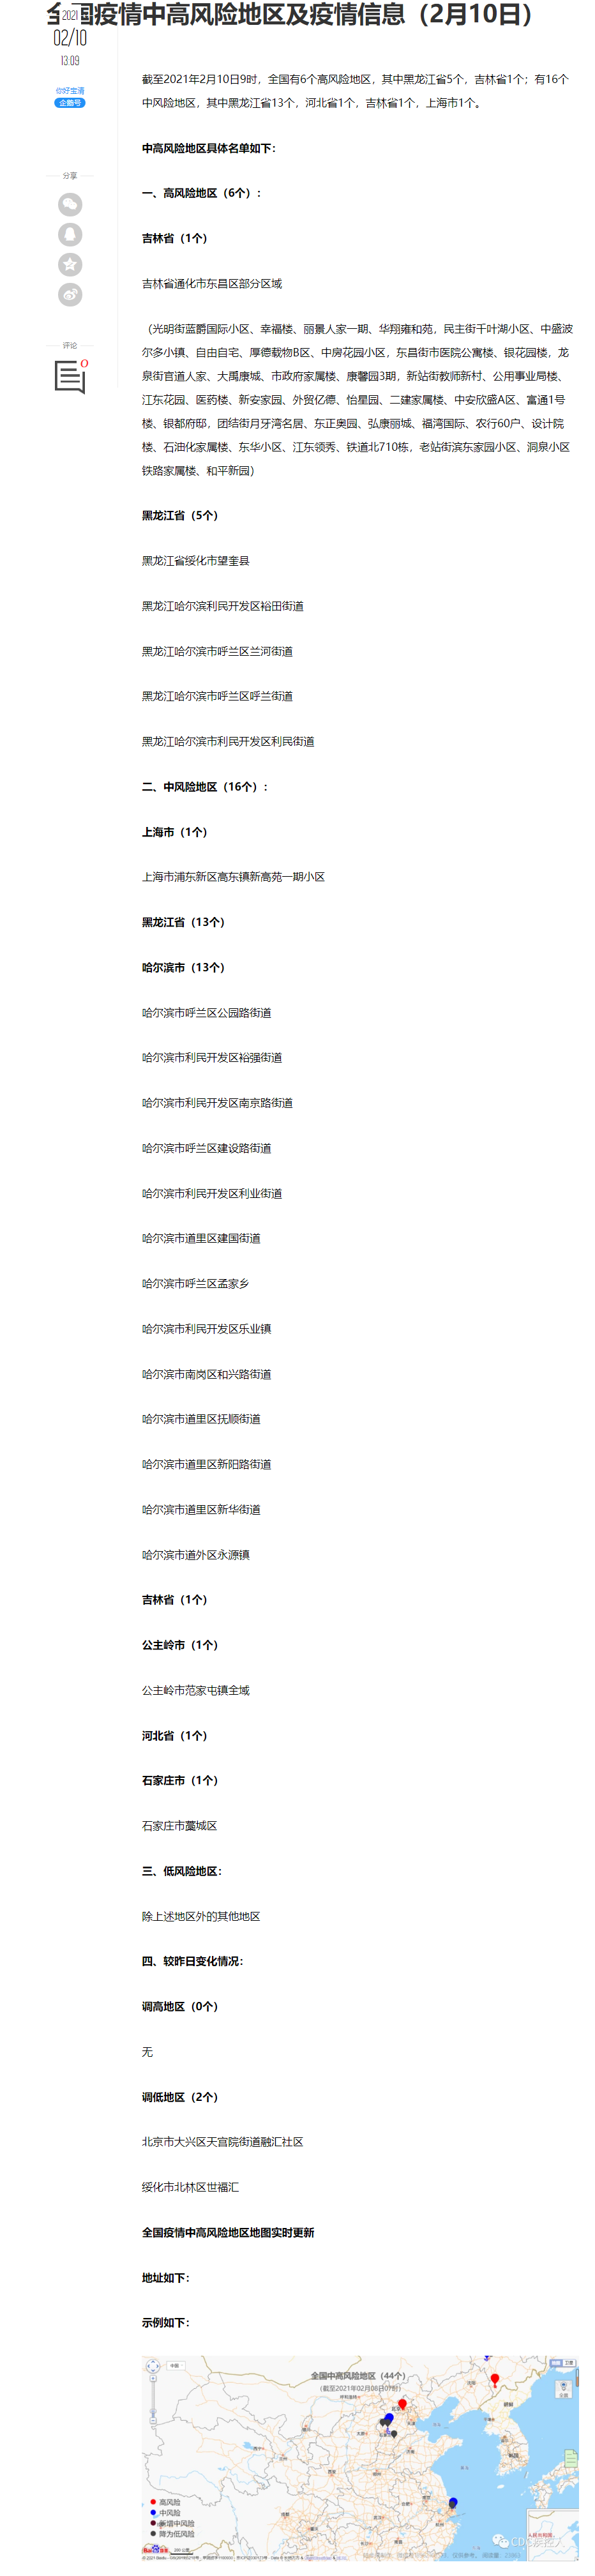 全国疫情中高风险地区及疫情信息（2月10日）
2021
02/10
13:09
你好宝清
企鹅号
分享
评论
0
截至2021年2月10日9时，全国有6个高风险地区，其中黑龙江省5个，吉林省1个；有16个
中风险地区，其中黑龙江省13个，河北省1个，吉林省1个，上海市1个。
中高风险地区具体名单如下：
一、高风险地区（6个）：
吉林省（1个）
吉林省通化市东昌区部分区域
（光明街蓝爵国际小区、幸福楼、丽景人家一期、华翔雍和苑，民主街千叶湖小区、中盛波
尔多小镇、自由自宅、厚德载物B区、中房花园小区，东昌街市医院公寓楼、银花园楼，龙
泉街官道人家、大禹康城、市政府家属楼、康馨园3期，新站街教师新村、公用事业局楼、
江东花园、医药楼、新安家园、外贸亿德、怡星园、二建家属楼、中安欣盛A区、富通1号
楼、银都府邸，团结街月牙湾名居、东正奥园、弘康丽城、福湾国际、农行60户、设计院
楼、石油化家属楼、东华小区、江东领秀、铁道北710栋，老站街滨东家园小区、洞泉小区
铁路家属楼、和平新园）
黑龙江省（5个）
黑龙江省绥化市望奎县
黑龙江哈尔滨利民开发区裕田街道
黑龙江哈尔滨市呼兰区兰河街道
黑龙江哈尔滨市呼兰区呼兰街道
黑龙江哈尔滨市利民开发区利民街道
二、中风险地区（16个）：
上海市（1个）
上海市浦东新区高东镇新高苑一期小区
黑龙江省（13个）
哈尔滨市（13个）
哈尔滨市呼兰区公园路街道
哈尔滨市利民开发区裕强街道
哈尔滨市利民开发区南京路街道
哈尔滨市呼兰区建设路街道
哈尔滨市利民开发区利业街道
哈尔滨市道里区建国街道
哈尔滨市呼兰区孟家乡
哈尔滨市利民开发区乐业镇
哈尔滨市南岗区和兴路街道
哈尔滨市道里区抚顺街道
哈尔滨市道里区新阳路街道
哈尔滨市道里区新华街道
哈尔滨市道外区永源镇
吉林省（1个）
公主岭市（1个）
公主岭市范家屯镇全域
河北省（1个）
石家庄市（1个）
石家庄市藁城区
三、低风险地区：
除上述地区外的其他地区
四、较昨日变化情况：
调高地区（0个）
无
调低地区（2个）
北京市大兴区天宫院街道融汇社区
绥化市北林区世福汇
全国疫情中高风险地区地图实时更新
地址如下：
示例如下：
全国中高风险地区（44个）
（截至2021年02月08日07时）
高风险
中风险
新增中风险
降为低风险